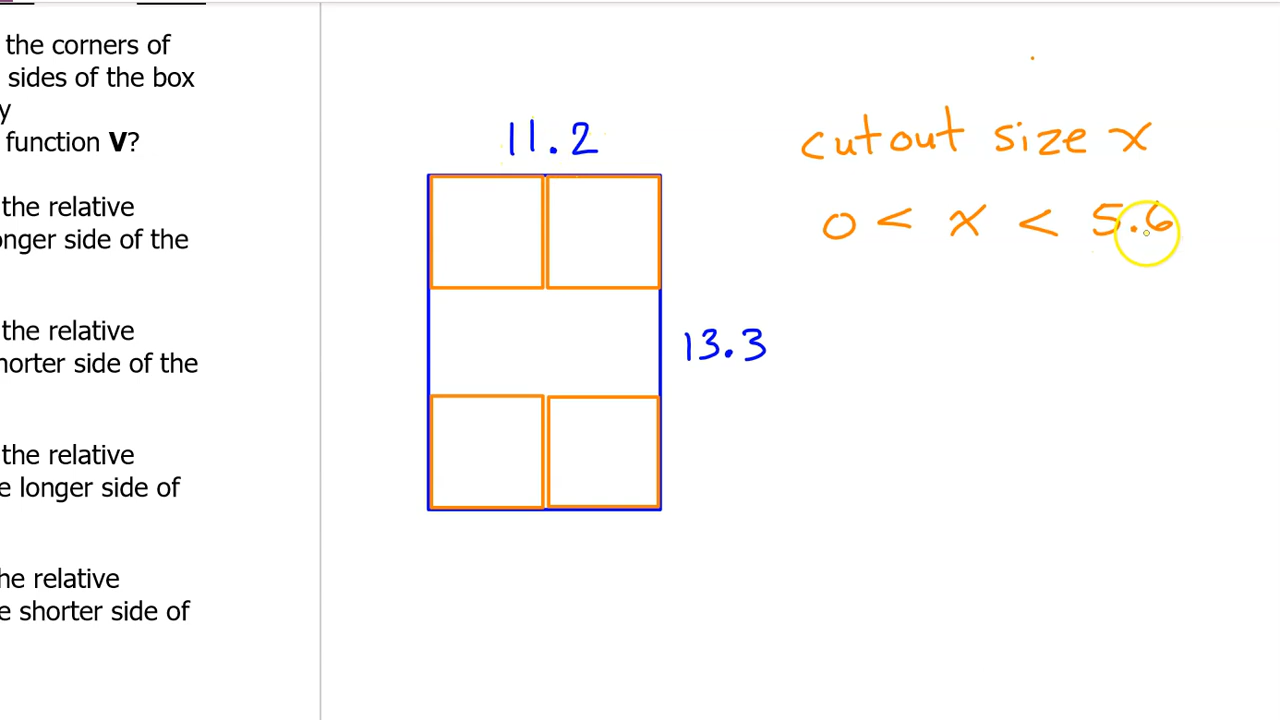 the corners of
sides of the box
y
function V?
the relative
onger side of the
the relative
horter side of the
the relative
e longer side of
he relative
e shorter side of
11.2
13.3
cutout size x
0 < x < 5.6